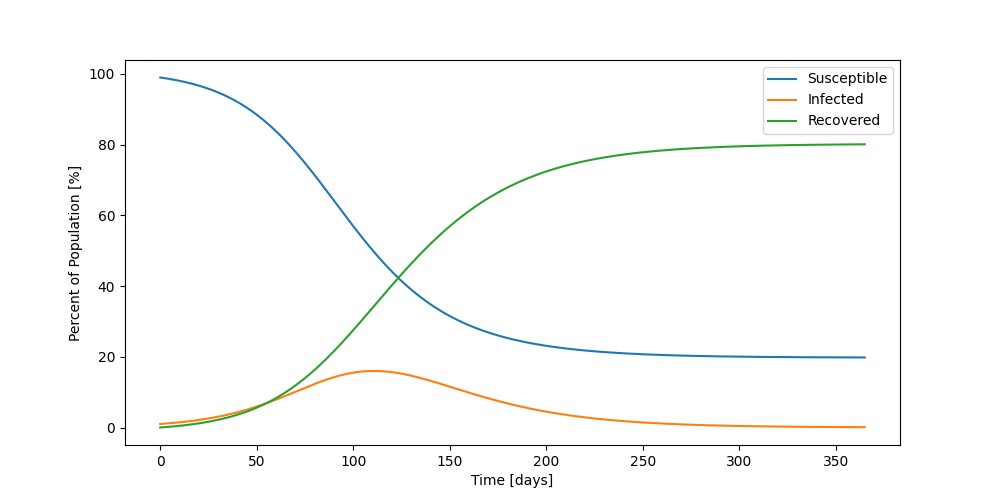 Susceptible
Infected
Recovered
100
80
60
40
20
0
Percent of Population [%]
0 50 100 150 200 250 300 350
Time [days]